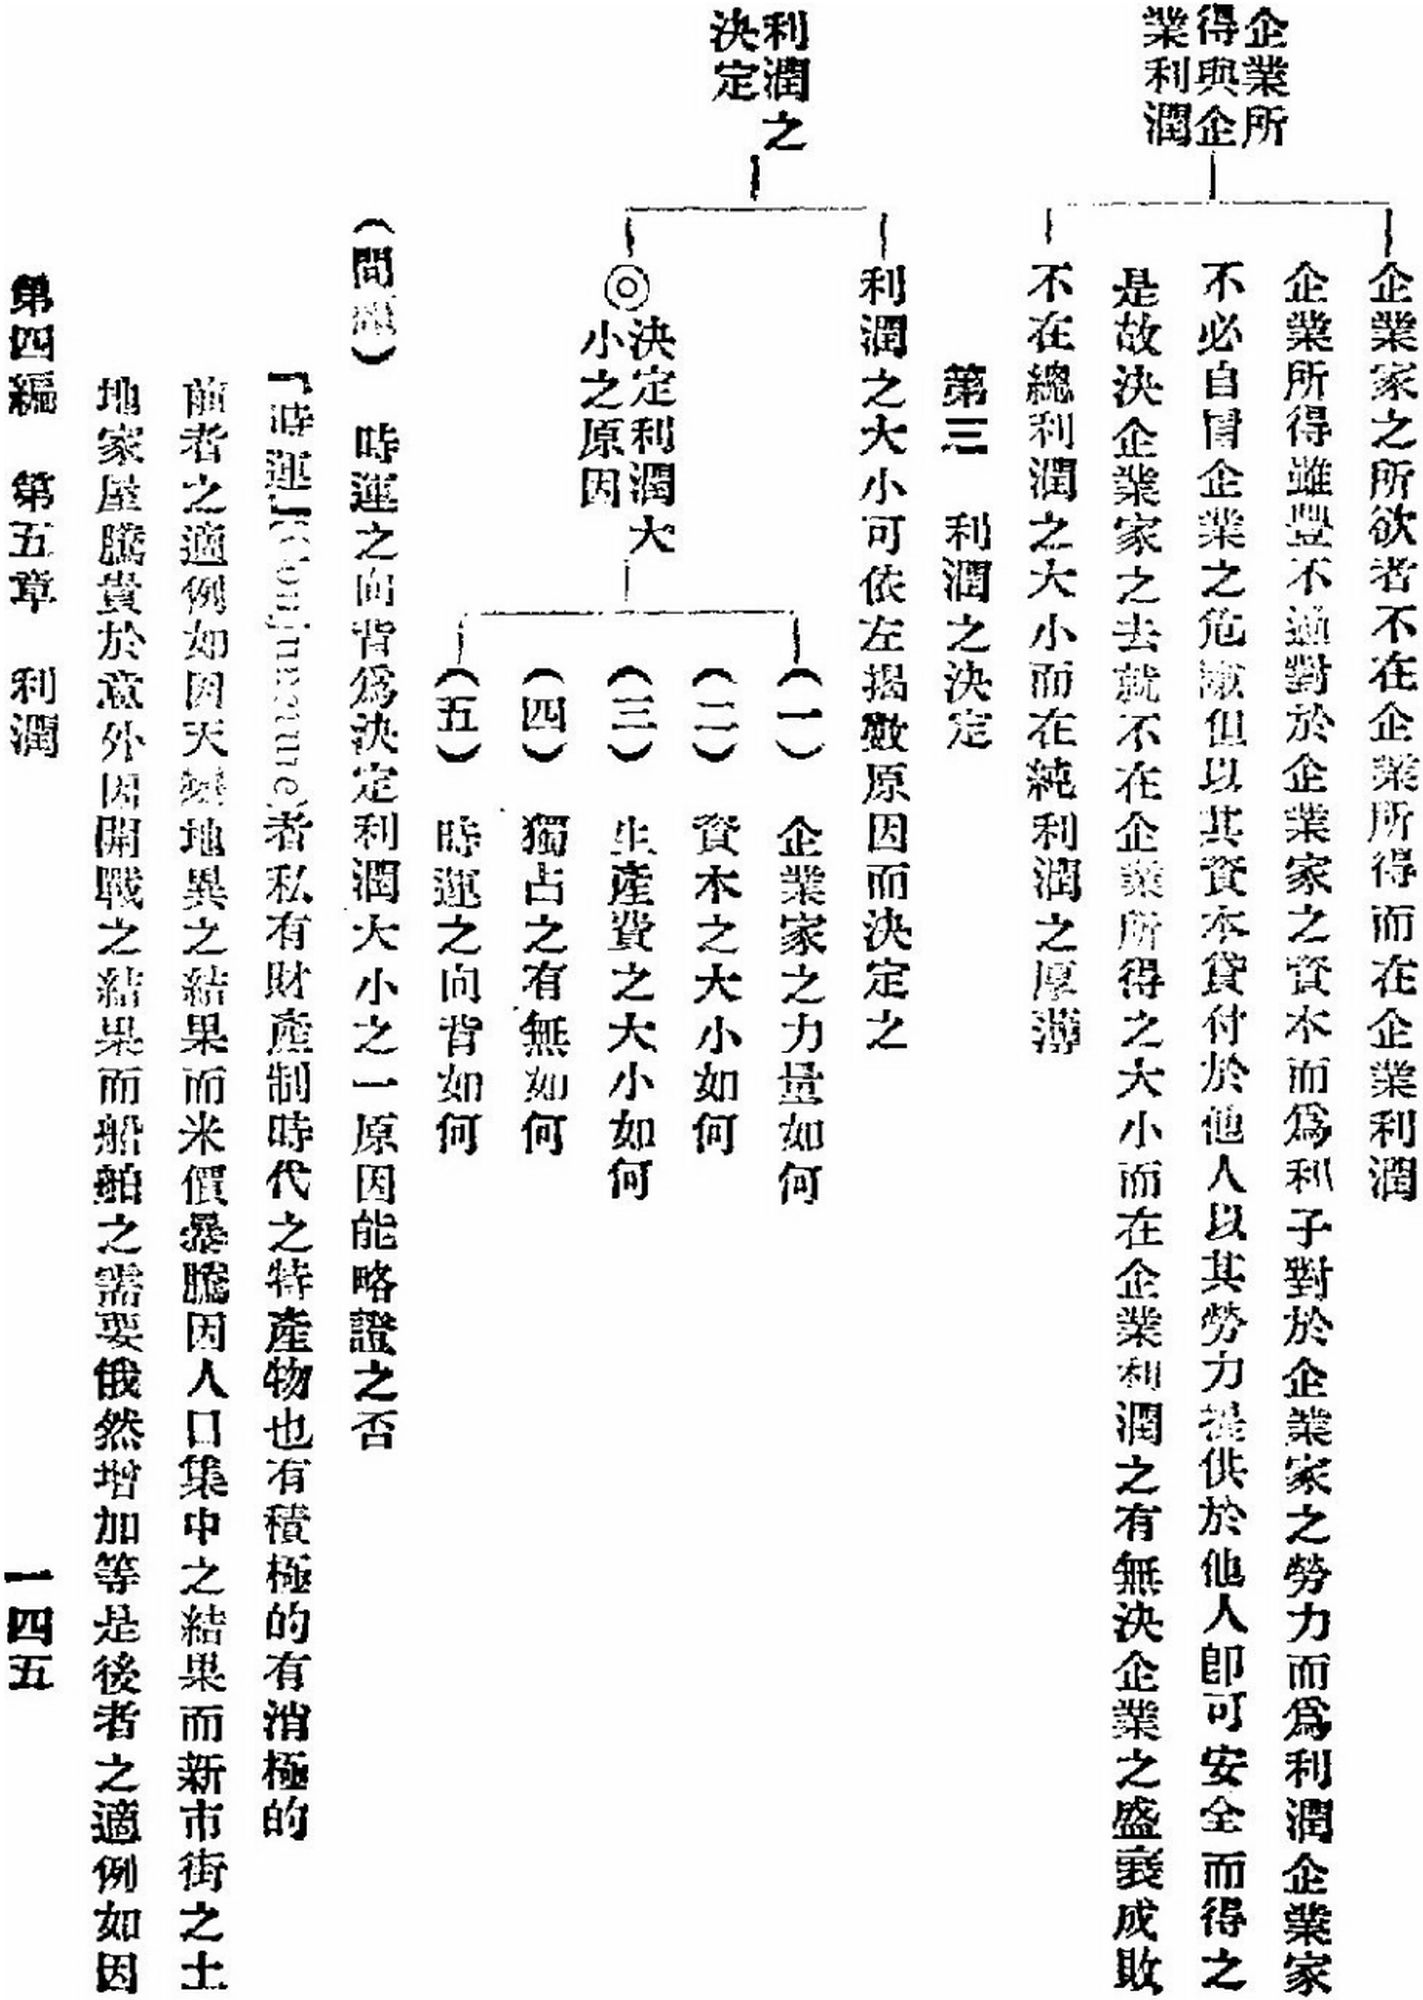 企業所
得與企
業利潤
企業家之所欲者不在企業所得而在企業利潤
企業所得雖豐不過對於企業家之資本而爲利子對於企業家之勞力而爲利潤企業家
不必自冒企業之危險但以其資本貸付於他人以其勞力提供於他人卽可安全而得之
是故決企業家之去就不在企業所得之大小而在企業利潤之有無決企業之盛衰成敗
不在總利潤之大小而在純利潤之厚薄
第三 利潤之決定
利潤之
決定
利潤之大小可依左揭數原因而決定之
◎決定利潤大
小之原因
(一) 企業家之力量如何
(二) 資本之大小如何
(三) 生產費之大小如何
(四) 獨占之有無如何
(五) 時運之向背如何
(問題) 時運之向背爲決定利潤大小之一原因能略證之否
「時運」(Conjuncture)者私有財產制時代之特產物也有積極的有消極的
前者之適例如因天變地異之結果而米價暴騰因人口集中之結果而新市街之土
地家屋騰貴於意外因開戰之結果而船舶之需要俄然增加等是後者之適例如因
第四編 第五章 利潤
一四五